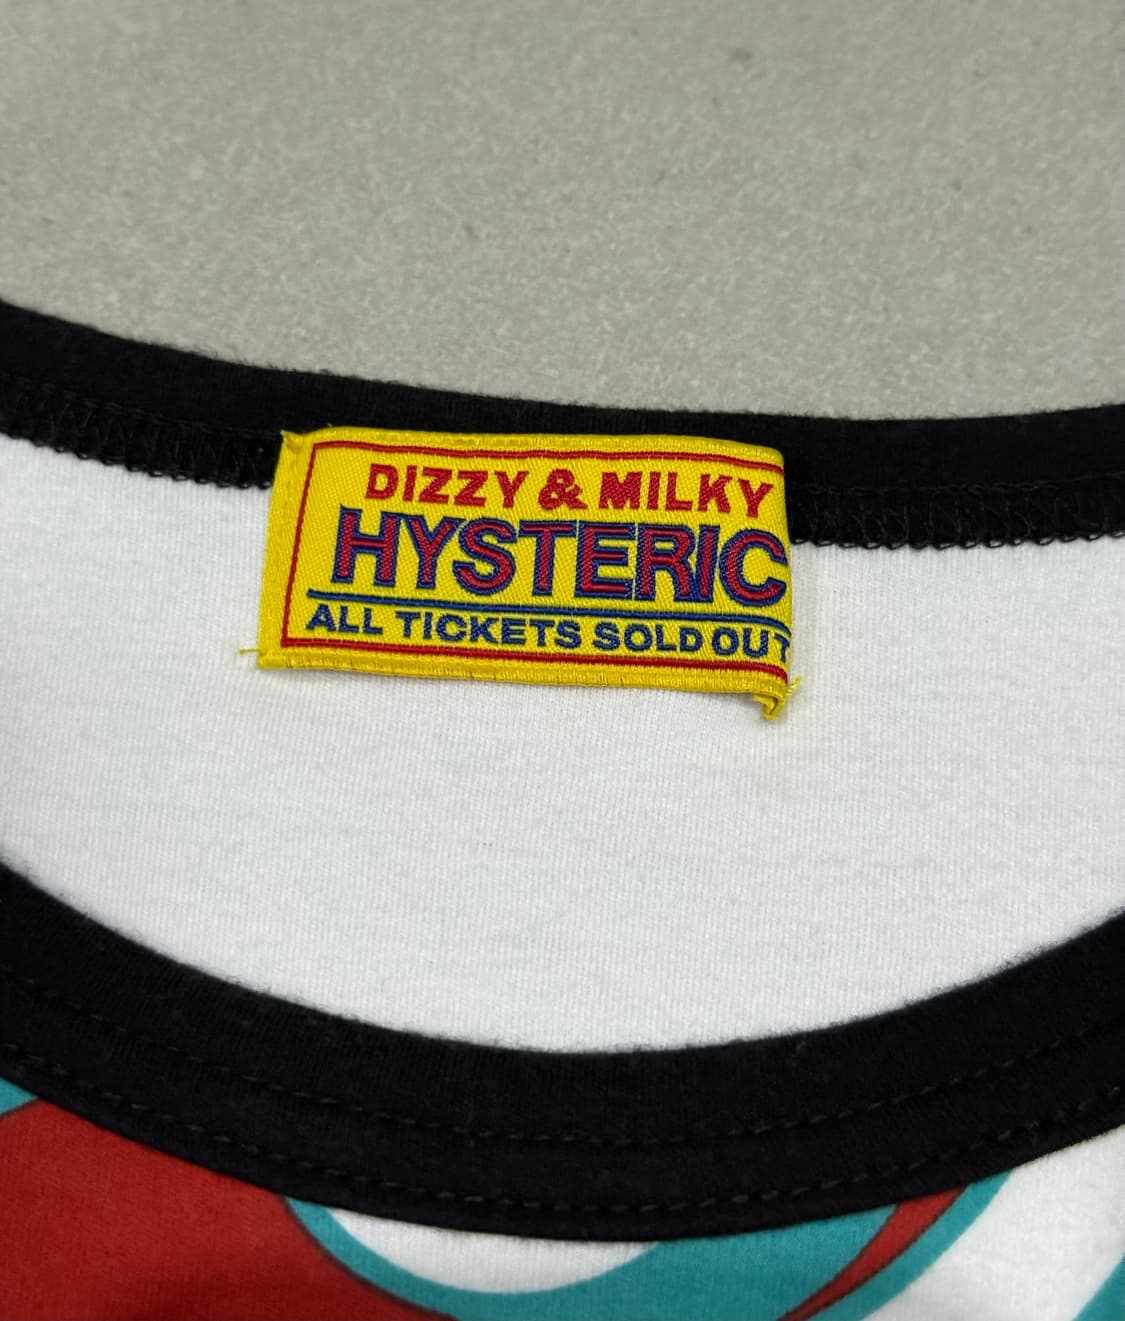 DIZZY & MILKY
HYSTERIC
ALL TICKETS SOLD OUT